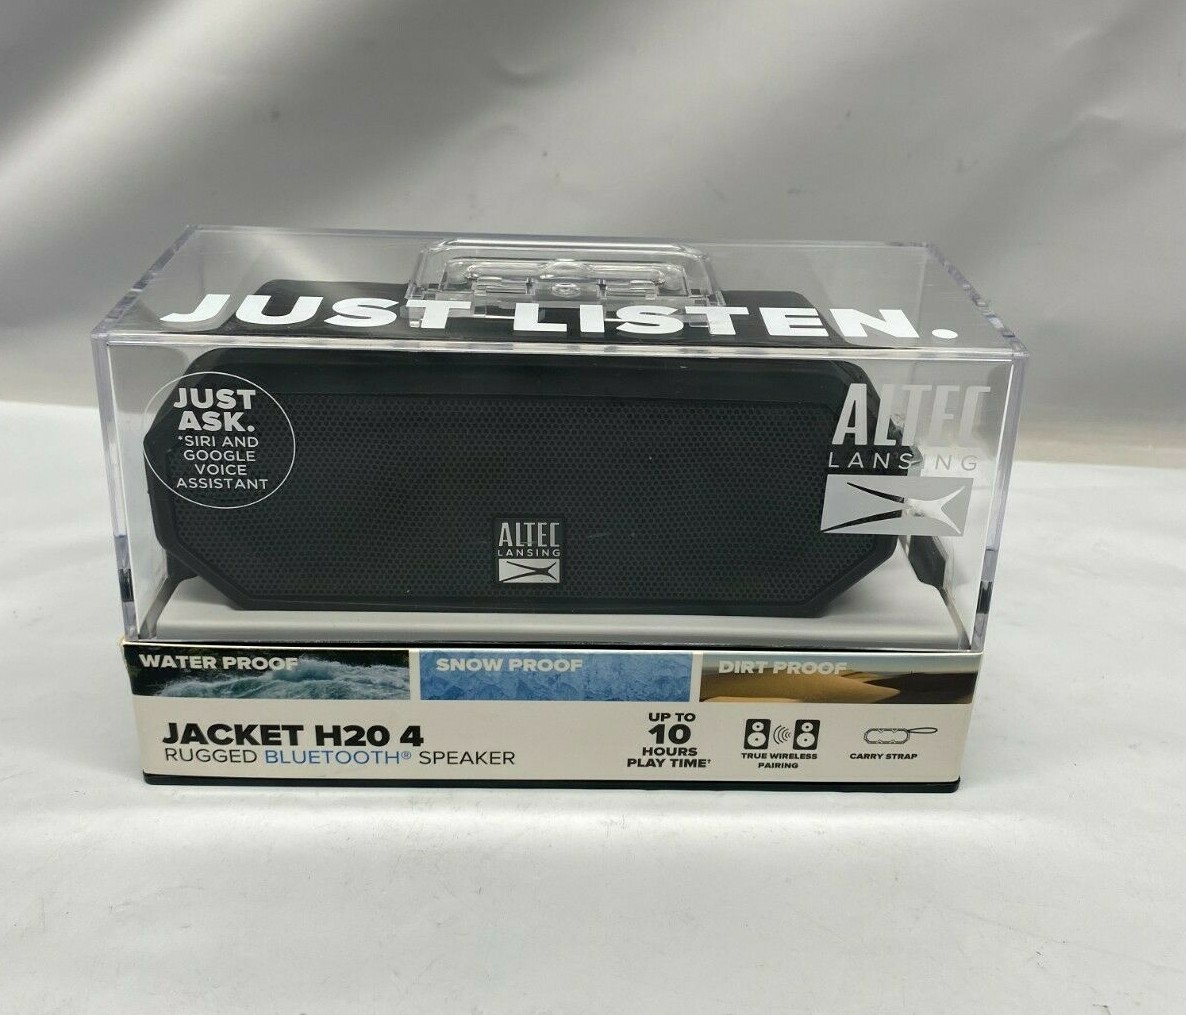 JUST LISTEN.
JUST
ASK.
*SIRI AND
GOOGLE
VOICE
ASSISTANT
ALTEC
LANSING
ALTEC
LANSING
WATER PROOF
SNOW PROOF
DIRT PROOF
JACKET H20 4
RUGGED BLUETOOTH® SPEAKER
UP TO
10
HOURS
PLAY TIME†
TRUE WIRELESS
PAIRING
CARRY STRAP